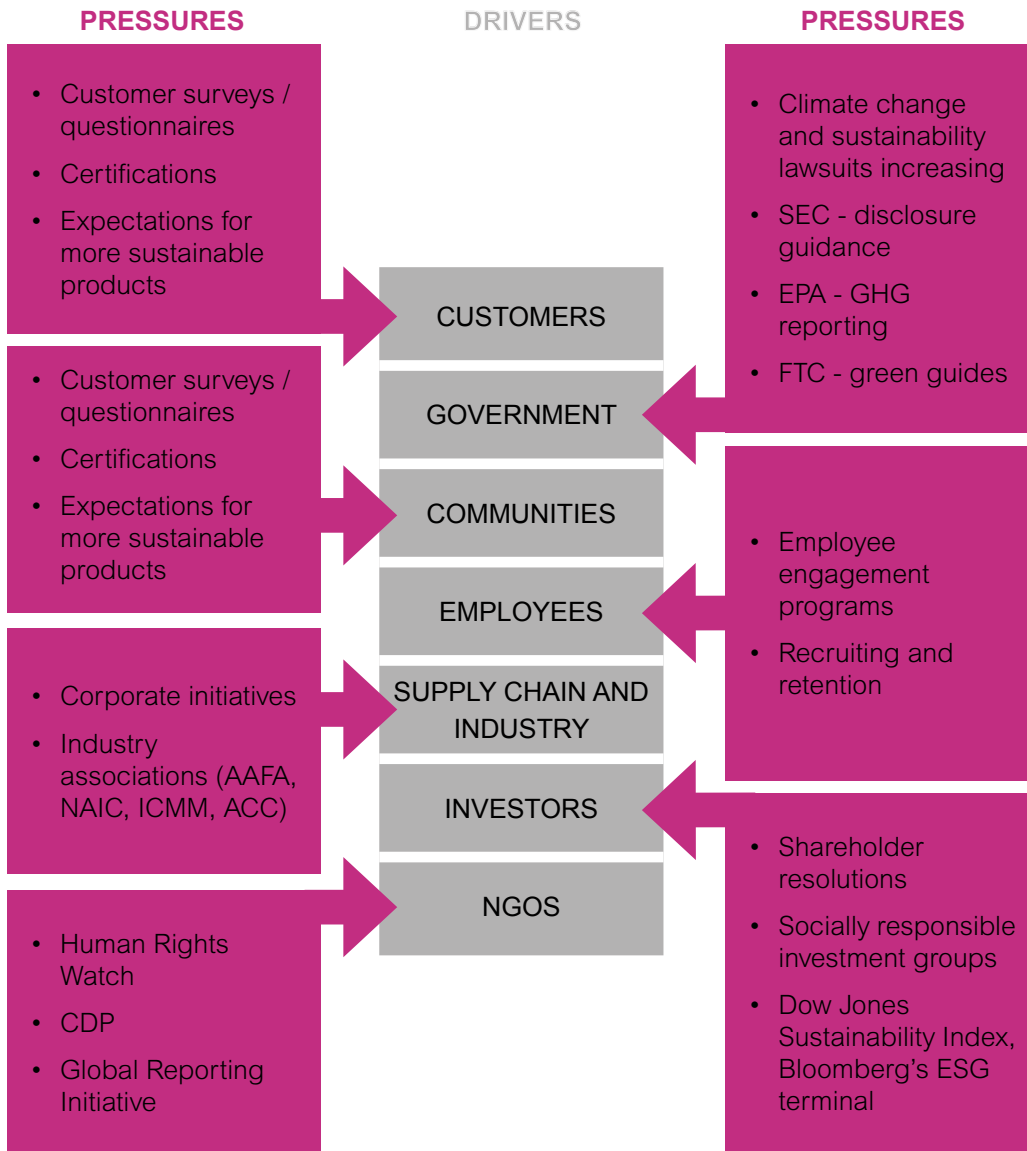 PRESSURES
• Customer surveys /
questionnaires
• Certifications
• Expectations for
more sustainable
products
• Customer surveys /
questionnaires
• Certifications
• Expectations for
more sustainable
products
• Corporate initiatives
• Industry
associations (AAFA,
NAIC, ICMM, ACC)
• Human Rights
Watch
• CDP
• Global Reporting
Initiative
DRIVERS
CUSTOMERS
GOVERNMENT
COMMUNITIES
EMPLOYEES
SUPPLY CHAIN AND
INDUSTRY
INVESTORS
NGOS
PRESSURES
• Climate change
and sustainability
lawsuits increasing
• SEC - disclosure
guidance
• EPA - GHG
reporting
• FTC - green guides
• Employee
engagement
programs
• Recruiting and
retention
• Shareholder
resolutions
• Socially responsible
investment groups
• Dow Jones
Sustainability Index,
Bloomberg's ESG
terminal